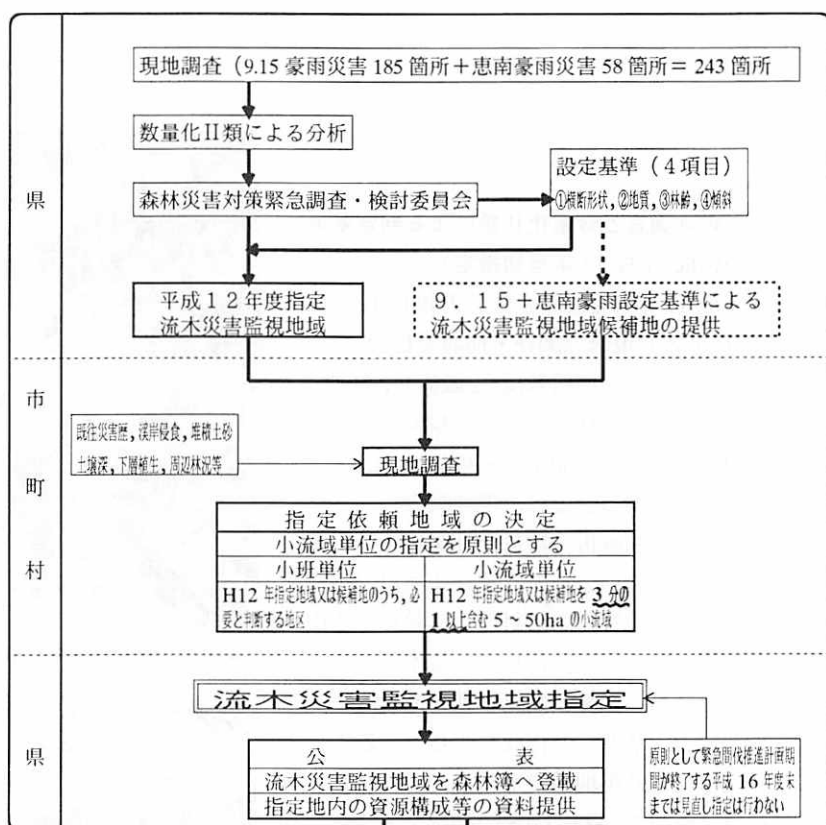 現地調査（9.15 豪雨災害 185 箇所＋恵南豪雨災害 58 箇所＝ 243 箇所
数量化Ⅱ類による分析
設定基準（４項目）
①横断形状，②地質，③林齢，④傾斜
森林災害対策緊急調査・検討委員会
県
平成１２年度指定
流木災害監視地域
９．１５＋恵南豪雨設定基準による
流木災害監視地域候補地の提供
市
町
村
既往災害歴，渓岸侵食，堆積土砂
土壌深，下層植生，周辺林況等
現地調査
指定依頼地域の決定
小流域単位の指定を原則とする
小班単位
小流域単位
H12 年指定地域又は候補地のうち，必
要と判断する地区
H12 年指定地域又は候補地を 3 分の
1 以上含む 5 ～ 50ha の小流域
県
流木災害監視地域指定
公表
流木災害監視地域を森林簿へ登載
指定地内の資源構成等の資料提供
原則として緊急間伐推進計画期
間が終了する平成 16 年度末
までは見直し指定は行わない